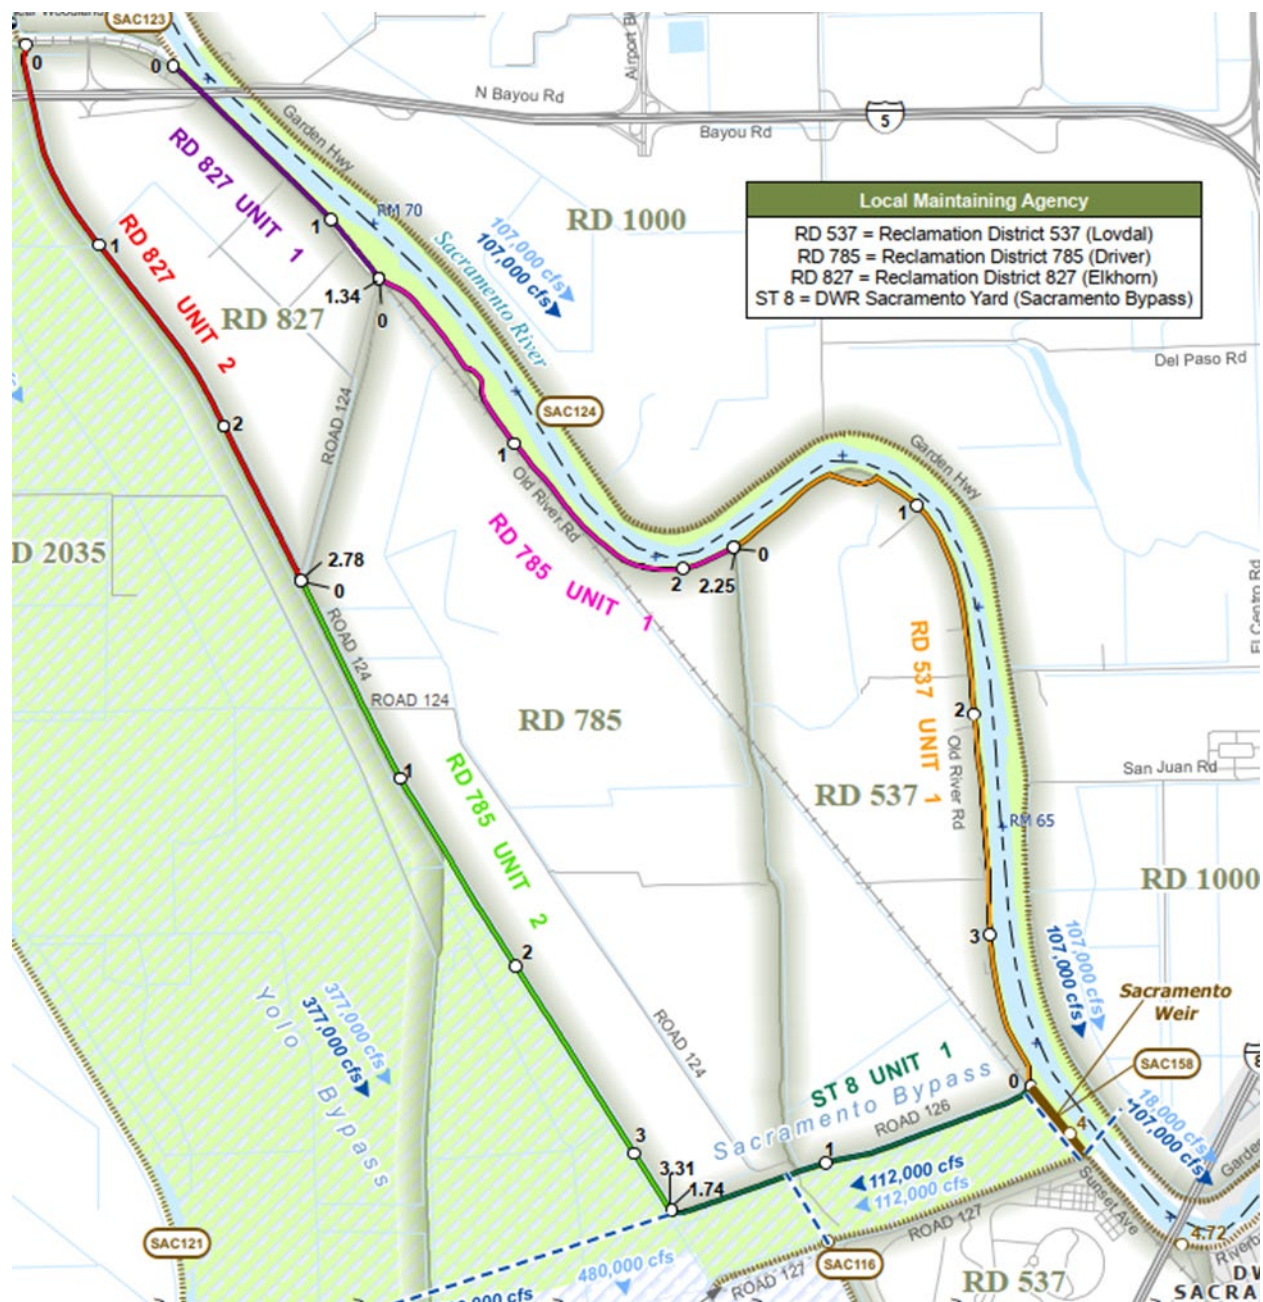 SAC123
0
0
Airport Bl
N Bayou Rd
5
Bayou Rd
Garden Hwy
RD 827 UNIT 1
RD 827 UNIT 2
1
1
RM 70
RD 1000
107,000 cfs
107,000 cfs
Sacramento River
Local Maintaining Agency
RD 537 = Reclamation District 537 (Lovdal)
RD 785 = Reclamation District 785 (Driver)
RD 827 = Reclamation District 827 (Elkhorn)
ST 8 = DWR Sacramento Yard (Sacramento Bypass)
1.34
0
RD 827
Del Paso Rd
ROAD 124
SAC124
2
1
Old River Rd
Garden Hwy
1
D 2035
2.78
0
RD 785 UNIT 1
2
2.25
0
El Centro Rd
ROAD 124
ROAD 124
RD 537 UNIT 1
2
Old River Rd
RD 785
San Juan Rd
1
RD 785 UNIT 2
RD 537
RM 65
RD 1000
3
2
107,000 cfs
107,000 cfs
Yolo Bypass
377,000 cfs
377,000 cfs
Sacramento
Weir
ROAD 124
ST 8 UNIT 1
Sacramento Bypass
ROAD 126
0
SAC158
4
18,000 cfs
*107,000 cfs
Garden
3
1
3.31
1.74
112,000 cfs
112,000 cfs
Sunset Ave
ROAD 127
SAC121
480,000 cfs
SAC116
4.72
ROAD 127
RD 537
Riverb
DW
SACRA
000 cfs